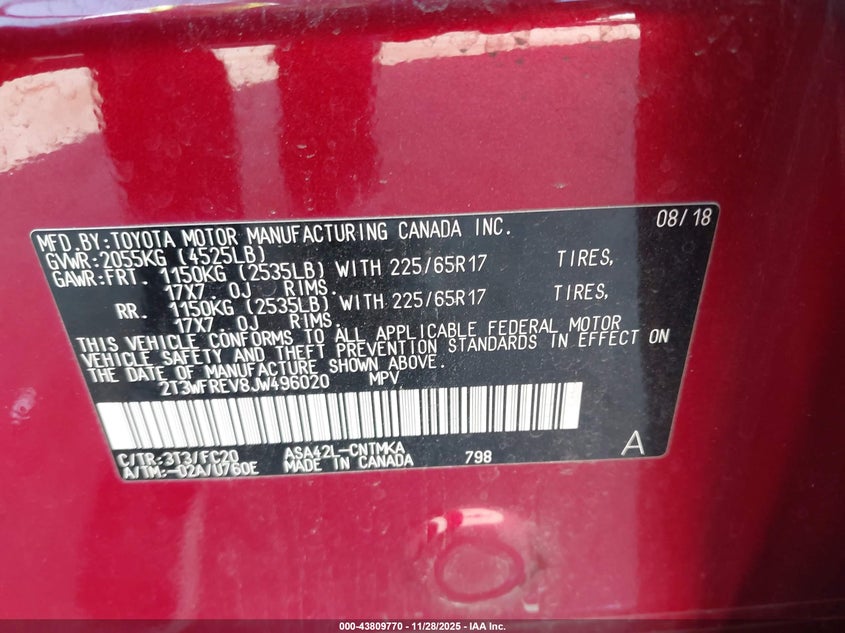 MFD.BY:TOYOTA MOTOR MANUFACTURING CANADA INC. 08/18
GVWR:2055KG (4525LB)
GAWR:FRT. 1150KG (2535LB) WITH 225/65R17 TIRES,
17X7.0J RIMS.
RR. 1150KG (2535LB) WITH 225/65R17 TIRES,
17X7.0J RIMS.
THIS VEHICLE CONFORMS TO ALL APPLICABLE FEDERAL MOTOR
VEHICLE SAFETY AND THEFT PREVENTION STANDARDS IN EFFECT ON
THE DATE OF MANUFACTURE SHOWN ABOVE.
2T3WFREV8JW496020 MPV
C/TR:3T3/FC20 ASA42L-CNTMKA 798 A
A/TM:-02A/U760E MADE IN CANADA
000-43809770 - 11/28/2025 - IAA Inc.